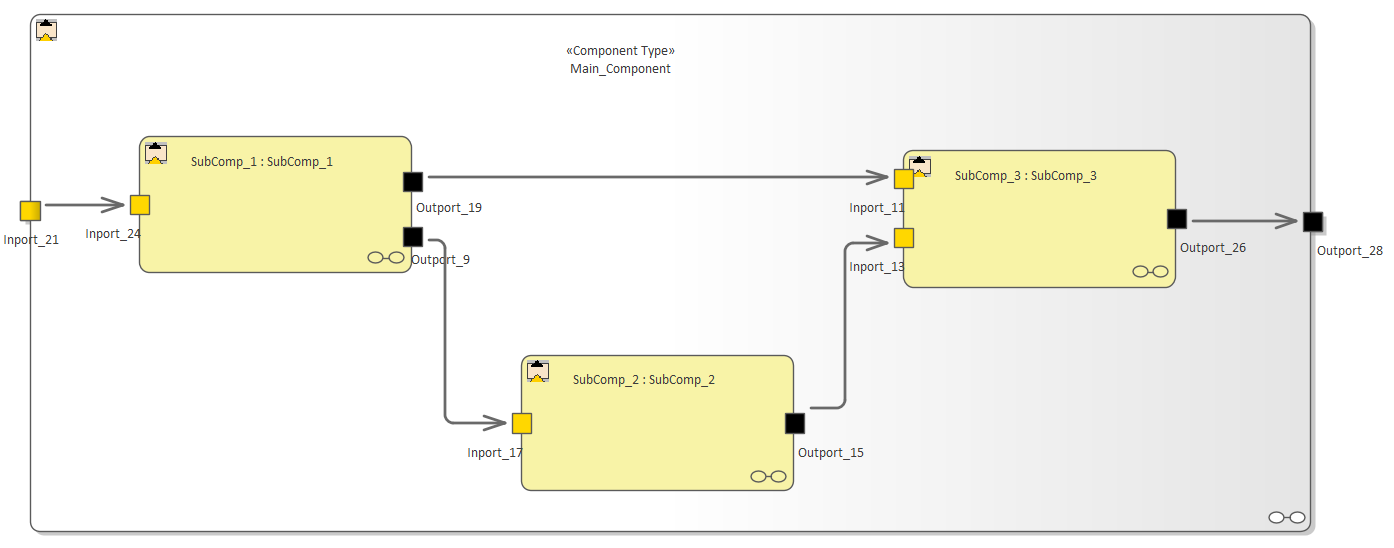 «Component Type»
Main_Component
SubComp_1 : SubComp_1
SubComp_3 : SubComp_3
Outport_19
Inport_11
Inport_21
Inport_24
Outport_9
Inport_13
Outport_26
Outport_28
SubComp_2 : SubComp_2
Inport_17
Outport_15